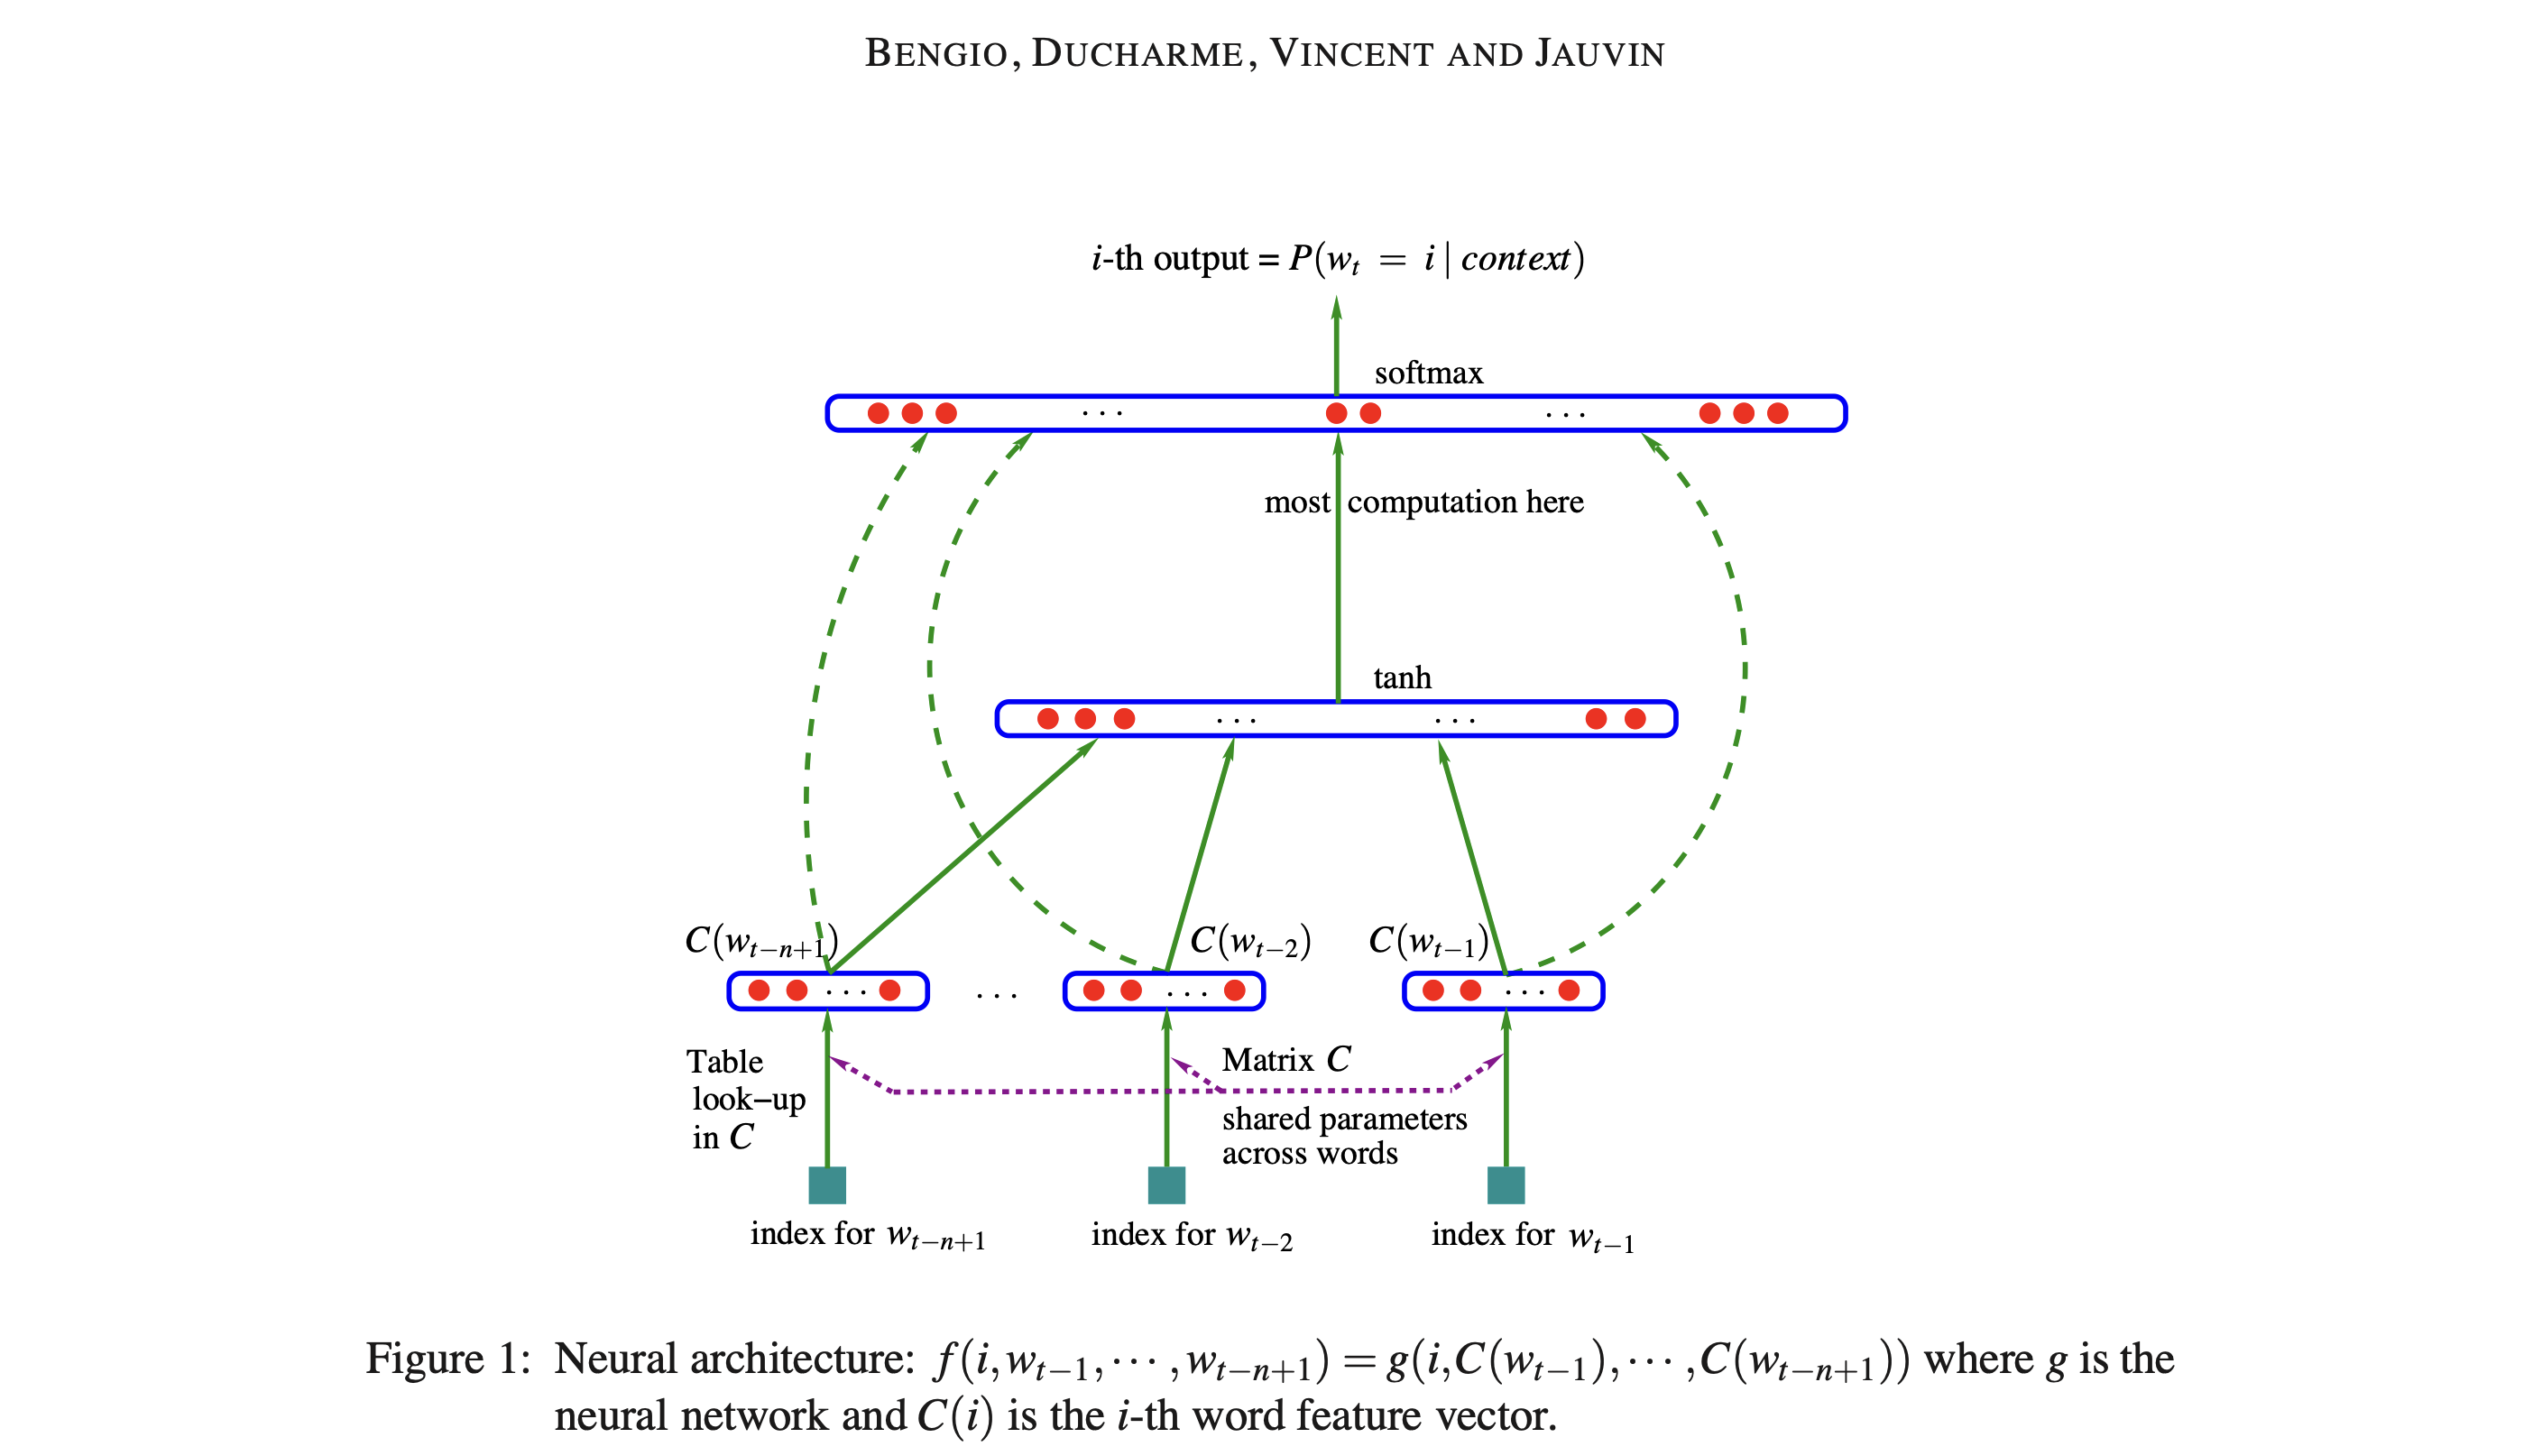 BENGIO, DUCHARME, VINCENT AND JAUVIN
i-th output = P(w_t = i | context)
softmax
. . .
. . .
most computation here
tanh
. . .
. . .
C(w_{t−n+1})
C(w_{t−2})
C(w_{t−1})
. . .
. . .
. . .
. . .
Table
look−up
in C
Matrix C
shared parameters
across words
index for w_{t−n+1}
index for w_{t−2}
index for w_{t−1}
Figure 1: Neural architecture: f(i, w_{t−1}, ··· , w_{t−n+1}) = g(i, C(w_{t−1}), ··· , C(w_{t−n+1})) where g is the
neural network and C(i) is the i-th word feature vector.